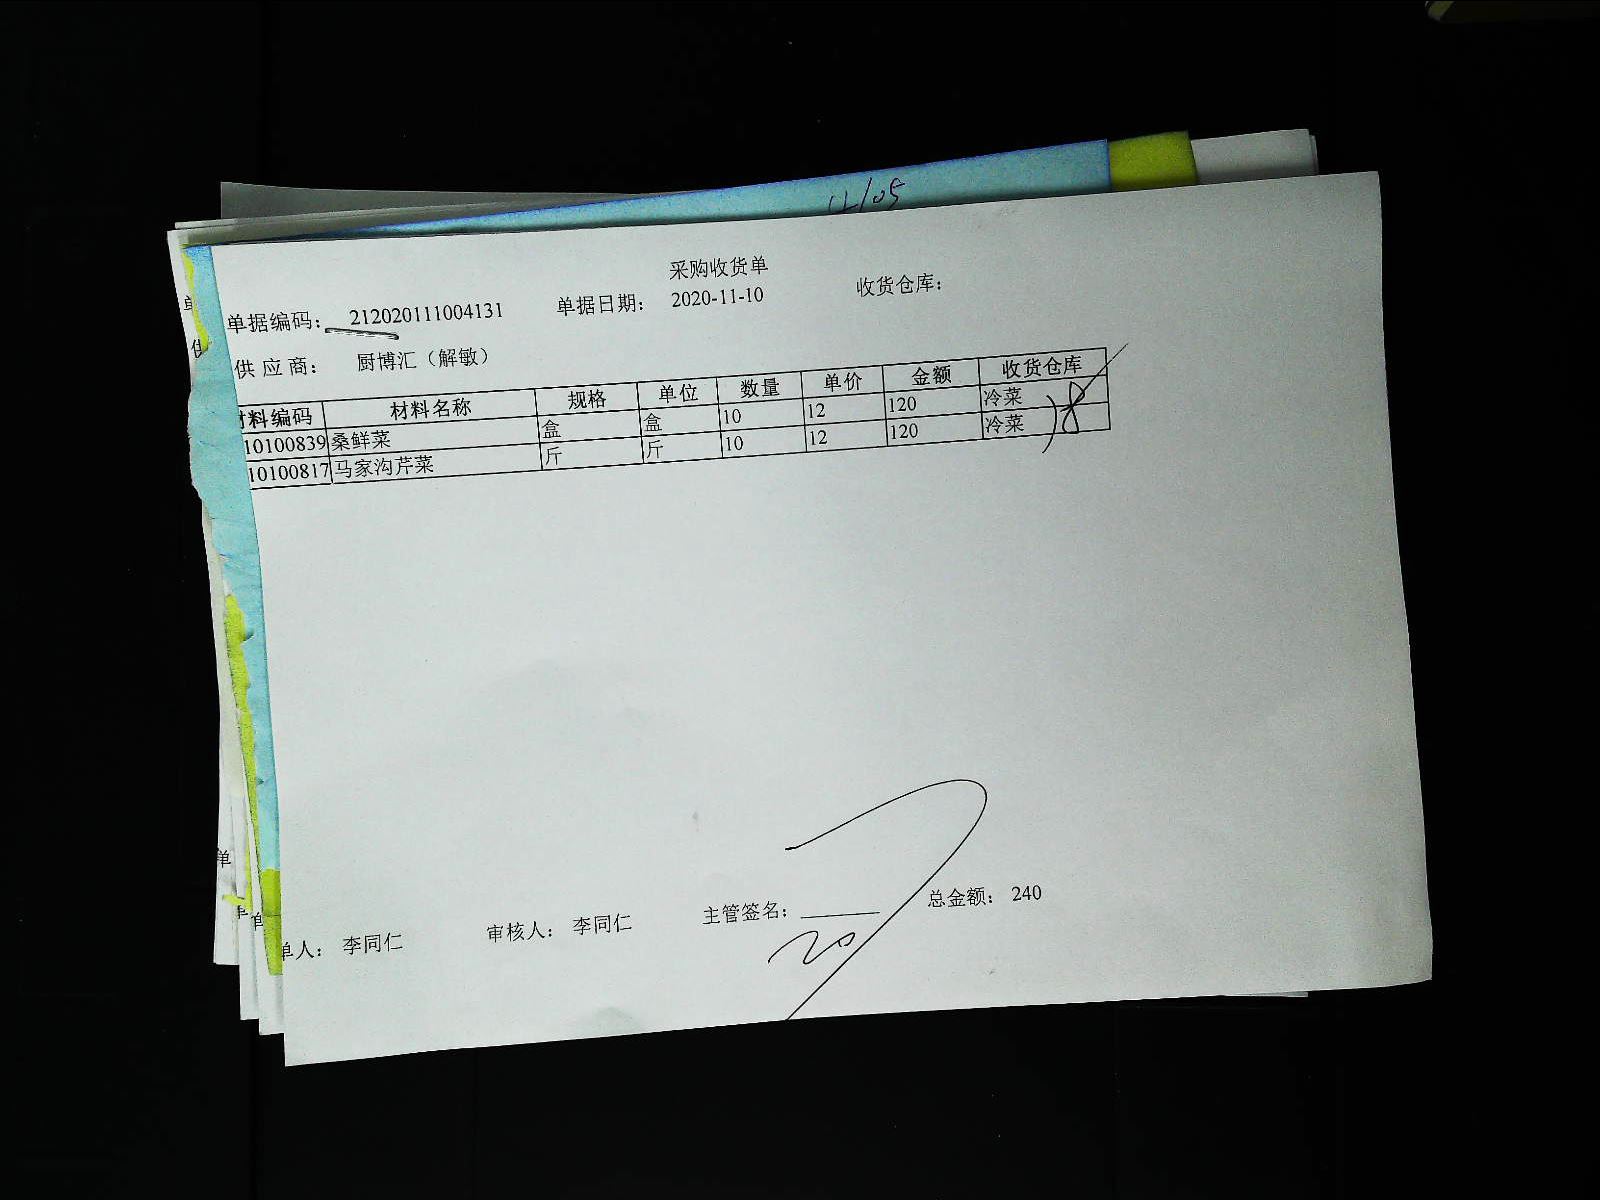 12/05
采购收货单
单据编码： 212020111004131 单据日期： 2020-11-10 收货仓库：
供 应 商： 厨博汇（解敏）
材料编码 材料名称 规格 单位 数量 单价 金额 收货仓库
10100839 桑鲜菜 盒 盒 10 12 120 冷菜
10100817 马家沟芹菜 斤 斤 10 12 120 冷菜
单人： 李同仁 审核人： 李同仁 主管签名： 总金额： 240